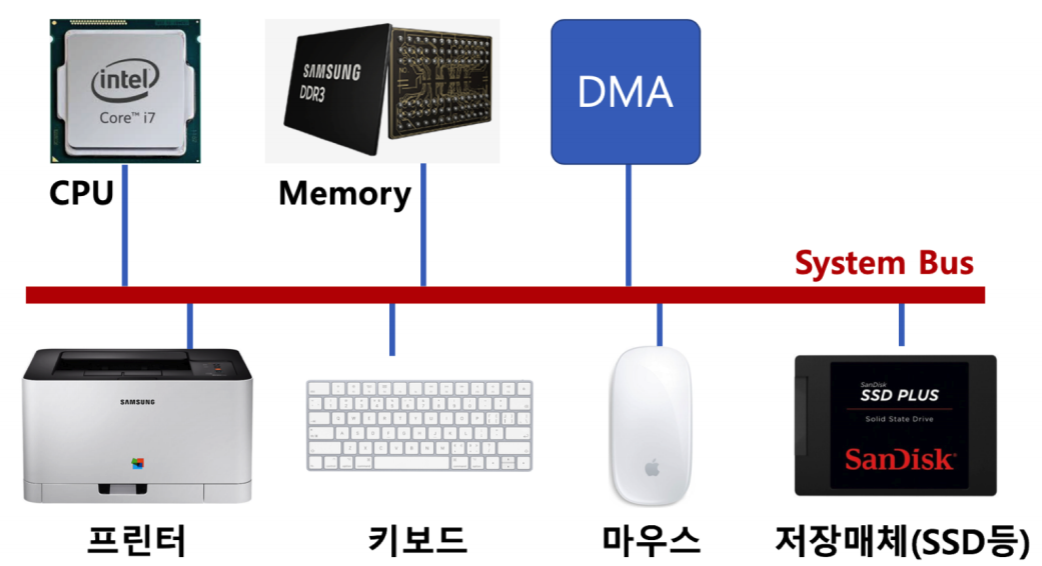 intel
Core™ i7
SAMSUNG
DDR3
DMA
CPU
Memory
System Bus
SAMSUNG
SanDisk
SSD PLUS
Solid State Drive
SanDisk
프린터
키보드
마우스
저장매체(SSD등)